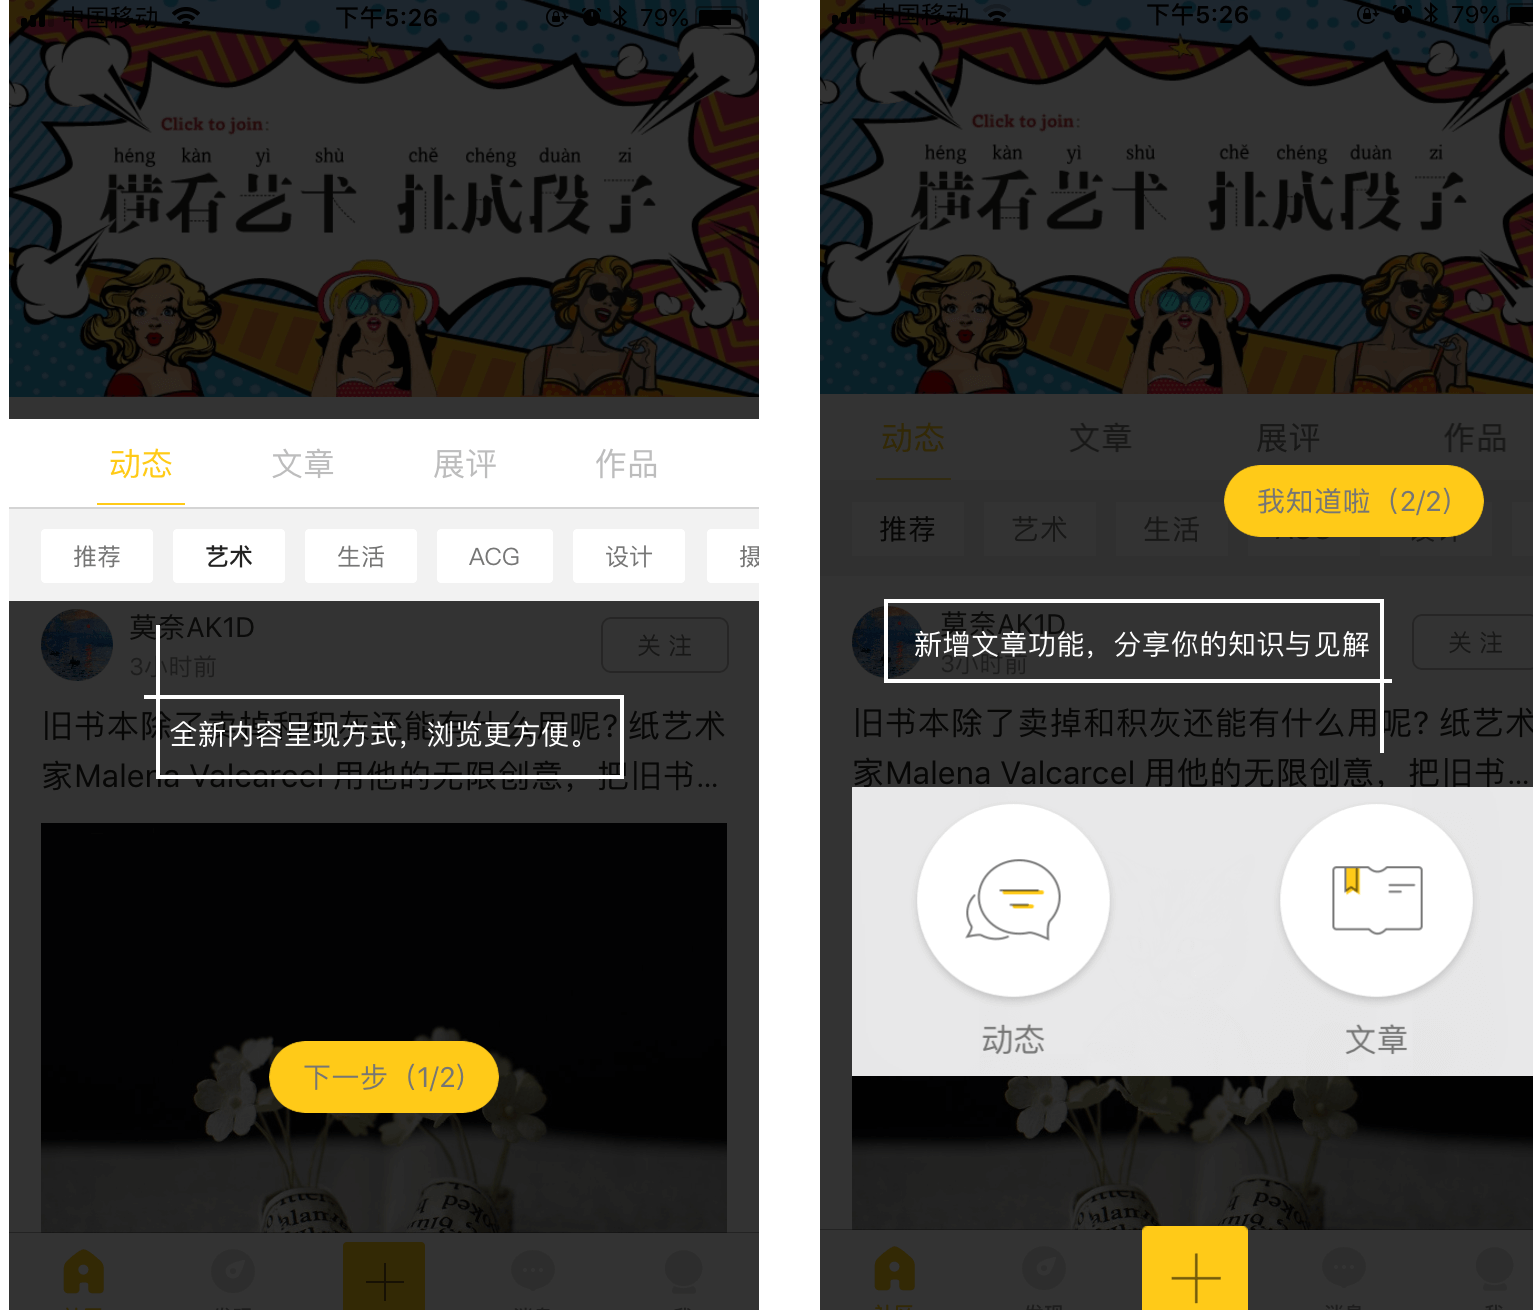 中国移动 下午5:26 79%
Click to join:
héng kàn yì shù chě chéng duàn zi
横看艺术 扯成段子
动态 文章 展评 作品
推荐 艺术 生活 ACG 设计 摄
莫奈AK1D
3小时前
关注
全新内容呈现方式，浏览更方便。
旧书本除了卖掉和积灰还能有什么用呢？纸艺术
家Malena Valcarcel 用他的无限创意，把旧书...
下一步（1/2）
中国移动 下午5:26 79%
Click to join:
héng kàn yì shù chě chéng duàn zi
横看艺术 扯成段子
动态 文章 展评 作品
我知道啦（2/2）
推荐 艺术 生活
莫奈AK1D
3小时前
关注
新增文章功能，分享你的知识与见解
旧书本除了卖掉和积灰还能有什么用呢？纸艺术
家Malena Valcarcel 用他的无限创意，把旧书...
动态 文章